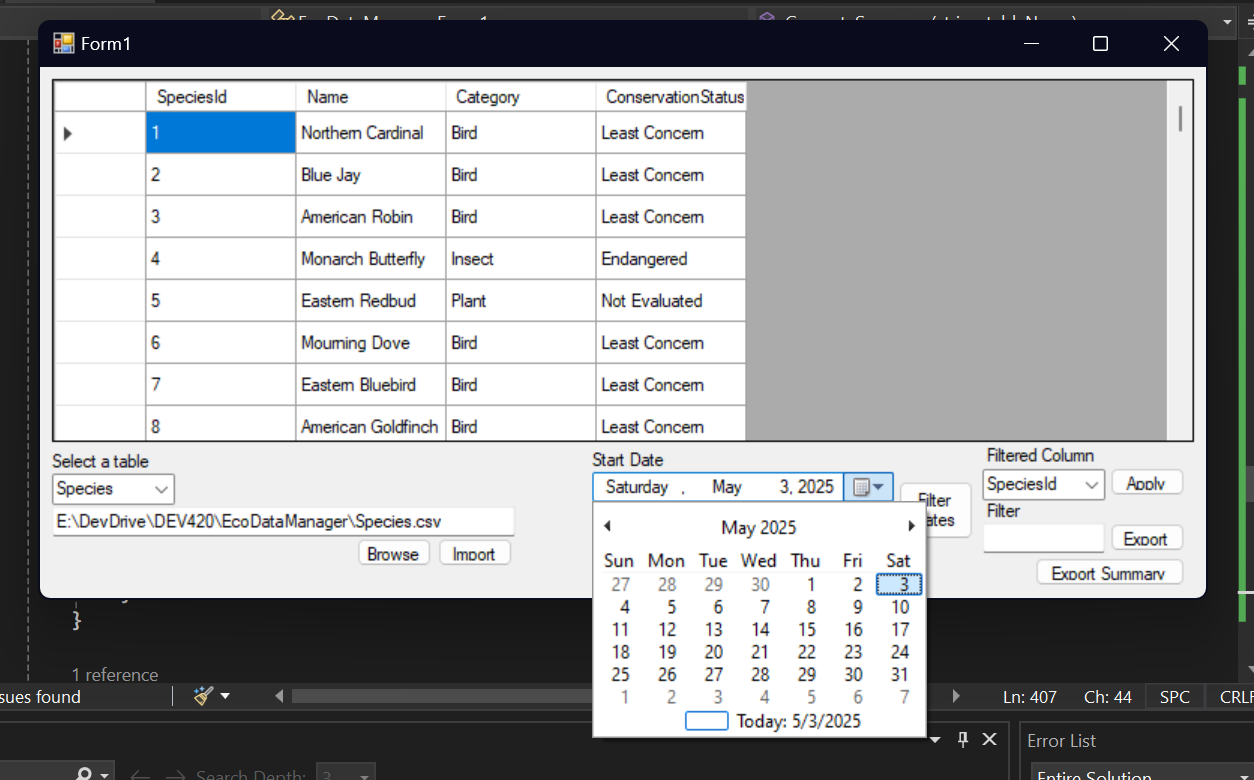 Form1
SpeciesId Name Category ConservationStatus
1 Northern Cardinal Bird Least Concern
2 Blue Jay Bird Least Concern
3 American Robin Bird Least Concern
4 Monarch Butterfly Insect Endangered
5 Eastern Redbud Plant Not Evaluated
6 Mourning Dove Bird Least Concern
7 Eastern Bluebird Bird Least Concern
8 American Goldfinch Bird Least Concern
Select a table
Species
E:\DevDrive\DEV420\EcoDataManager\Species.csv
Browse Import
Start Date
Saturday , May 3, 2025
Filter
ates
Filtered Column
SpeciesId Apply
Filter
Export
Export Summary
May 2025
Sun Mon Tue Wed Thu Fri Sat
27 28 29 30 1 2 3
4 5 6 7 8 9 10
11 12 13 14 15 16 17
18 19 20 21 22 23 24
25 26 27 28 29 30 31
1 2 3 4 5 6 7
Today: 5/3/2025
}
1 reference
sues found
Ln: 407 Ch: 44 SPC CRLF
Error List
Search Depth: 3
Entire Solution